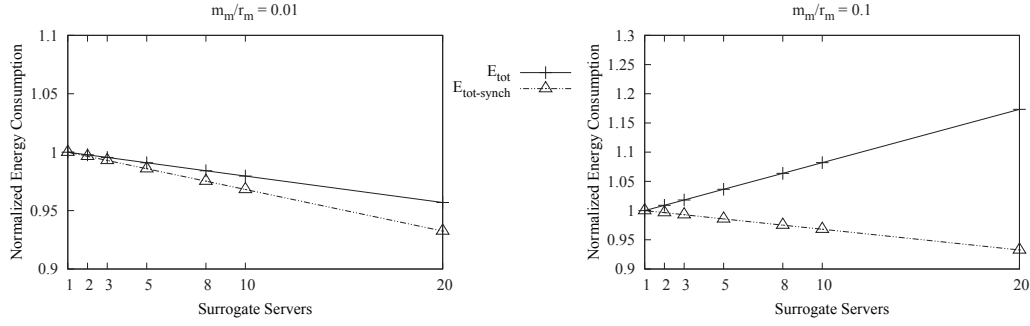 m_m/r_m = 0.01
Normalized Energy Consumption
1.1
1.05
1
0.95
0.9
1 2 3 5 8 10 20
Surrogate Servers
E_tot
E_tot-synch
m_m/r_m = 0.1
Normalized Energy Consumption
1.3
1.25
1.2
1.15
1.1
1.05
1
0.95
0.9
1 2 3 5 8 10 20
Surrogate Servers